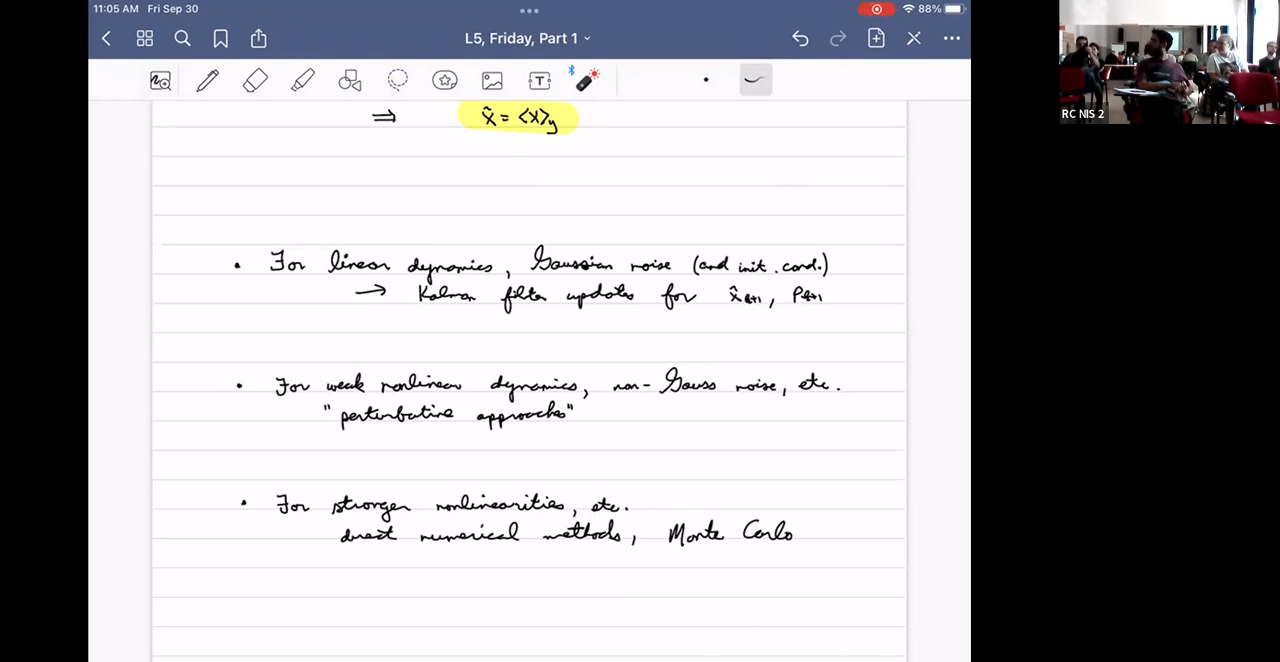 11:05 AM Fri Sep 30
88%
L5, Friday, Part 1
T
RC NIS 2
⇒ x̂ = <x>y
• For linear dynamics, Gaussian noise (and init. cond.)
→ Kalman filter updates for x̂k+1, Pk+1
• For weak nonlinear dynamics, non-Gauss noise, etc.
"perturbative approaches"
• For stronger nonlinearities, etc.
direct numerical methods, Monte Carlo